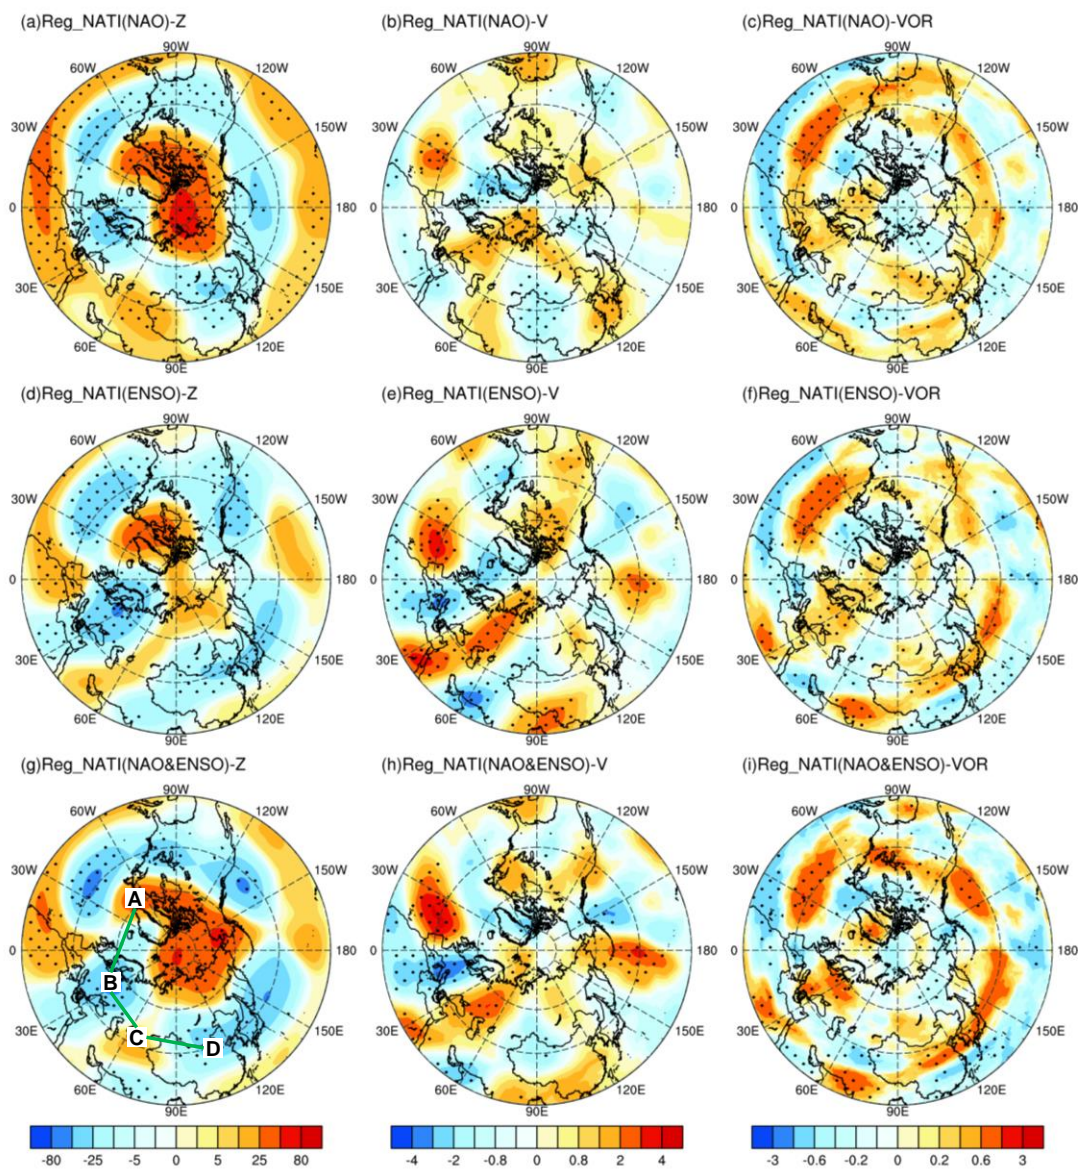 (a)Reg_NATI(NAO)-Z (b)Reg_NATI(NAO)-V (c)Reg_NATI(NAO)-VOR
90W 90W 90W
60W 120W 60W 120W 60W 120W
30W 150W 30W 150W 30W 150W
0 180 0 180 0 180
30E 150E 30E 150E 30E 150E
60E 120E 60E 120E 60E 120E
90E 90E 90E
(d)Reg_NATI(ENSO)-Z (e)Reg_NATI(ENSO)-V (f)Reg_NATI(ENSO)-VOR
90W 90W 90W
60W 120W 60W 120W 60W 120W
30W 150W 30W 150W 30W 150W
0 180 0 180 0 180
30E 150E 30E 150E 30E 150E
60E 120E 60E 120E 60E 120E
90E 90E 90E
(g)Reg_NATI(NAO&ENSO)-Z (h)Reg_NATI(NAO&ENSO)-V (i)Reg_NATI(NAO&ENSO)-VOR
90W 90W 90W
60W 120W 60W 120W 60W 120W
30W 150W 30W 150W 30W 150W
A
0 180 0 180 0 180
B
30E 150E 30E 150E 30E 150E
C D
60E 120E 60E 120E 60E 120E
90E 90E 90E
-80 -25 -5 0 5 25 80 -4 -2 -0.8 0 0.8 2 4 -3 -0.6 -0.2 0 0.2 0.6 3